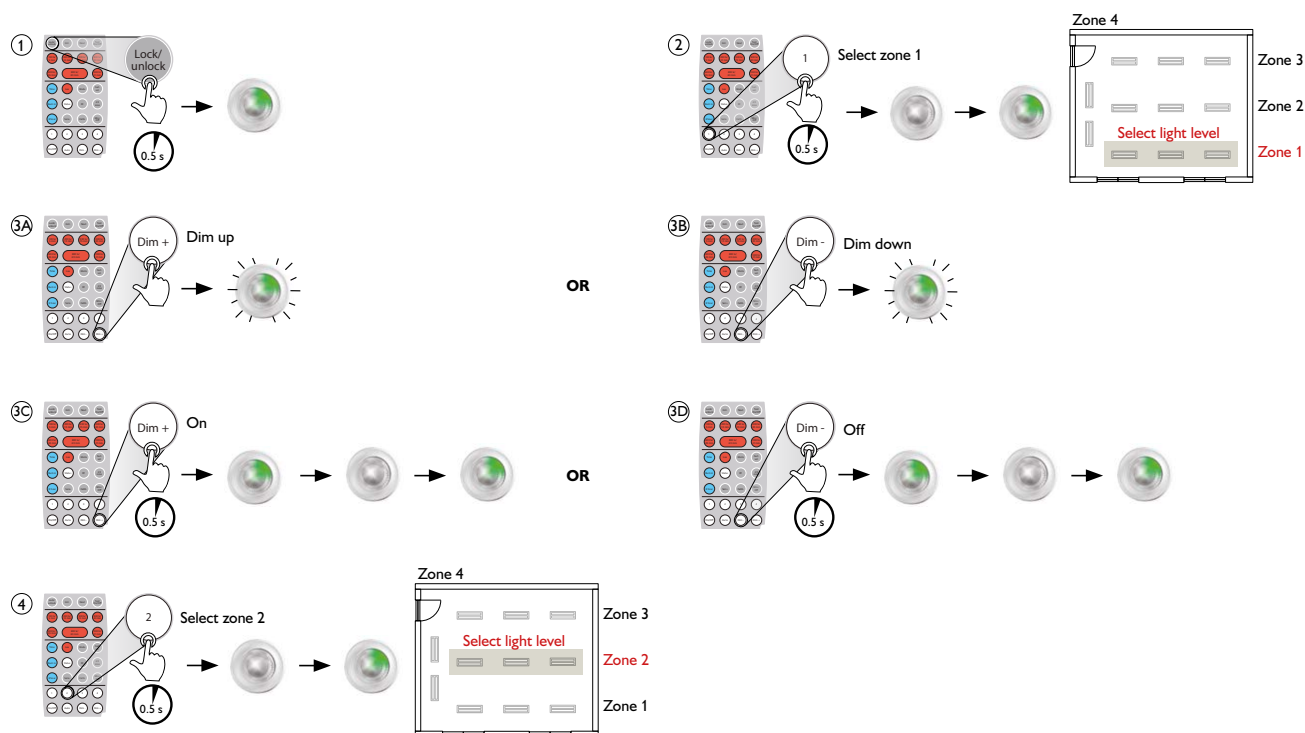 1
Lock/
unlock
0.5 s
2
1
Select zone 1
0.5 s
Zone 4
Zone 3
Zone 2
Select light level
Zone 1
3A
Dim +
Dim up
OR
3B
Dim -
Dim down
3C
Dim +
On
0.5 s
OR
3D
Dim -
Off
0.5 s
4
2
Select zone 2
0.5 s
Zone 4
Zone 3
Select light level
Zone 2
Zone 1